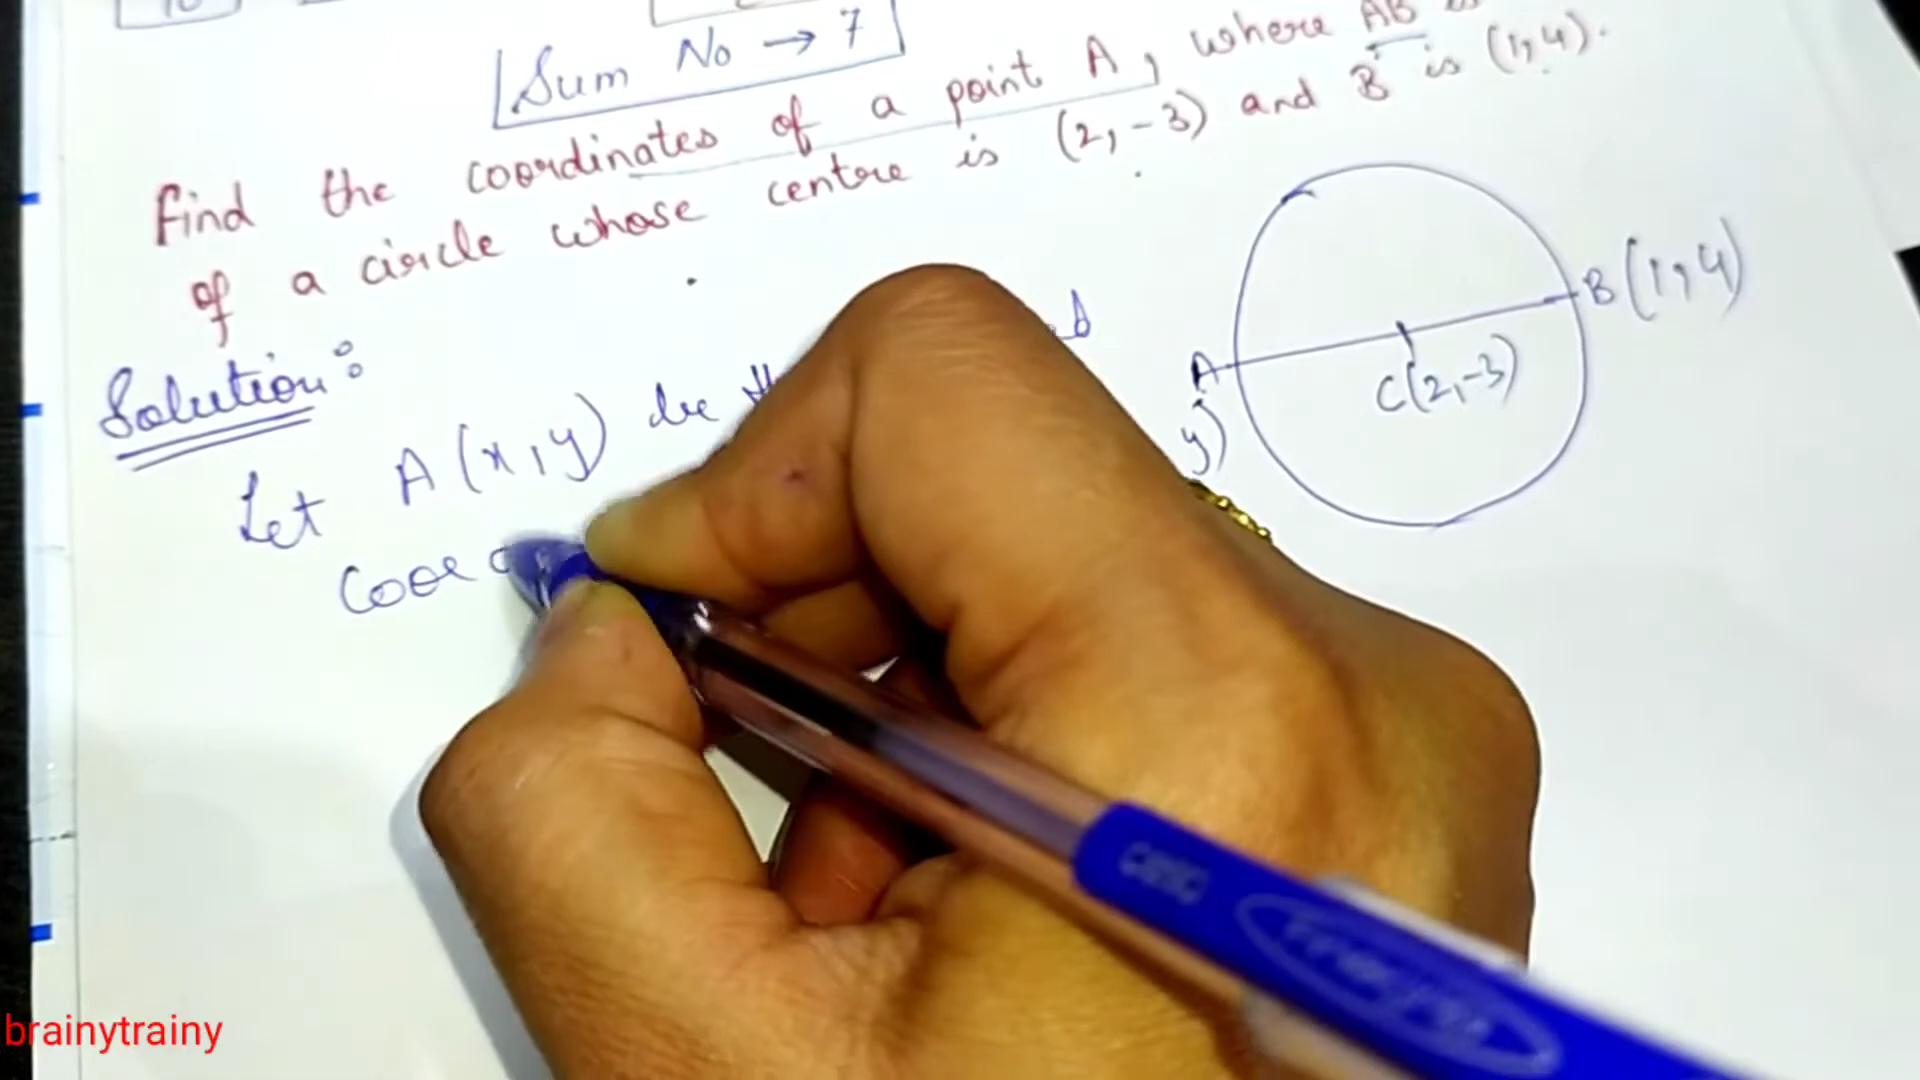 Sum No → 7
Find the coordinates of a point A, where AB
of a circle whose centre is (2, -3) and B is (1, 4).
Solution:
Let A (x, y) be
B (1, 4)
A
C(2, -3)
y)
cello
brainytrainy